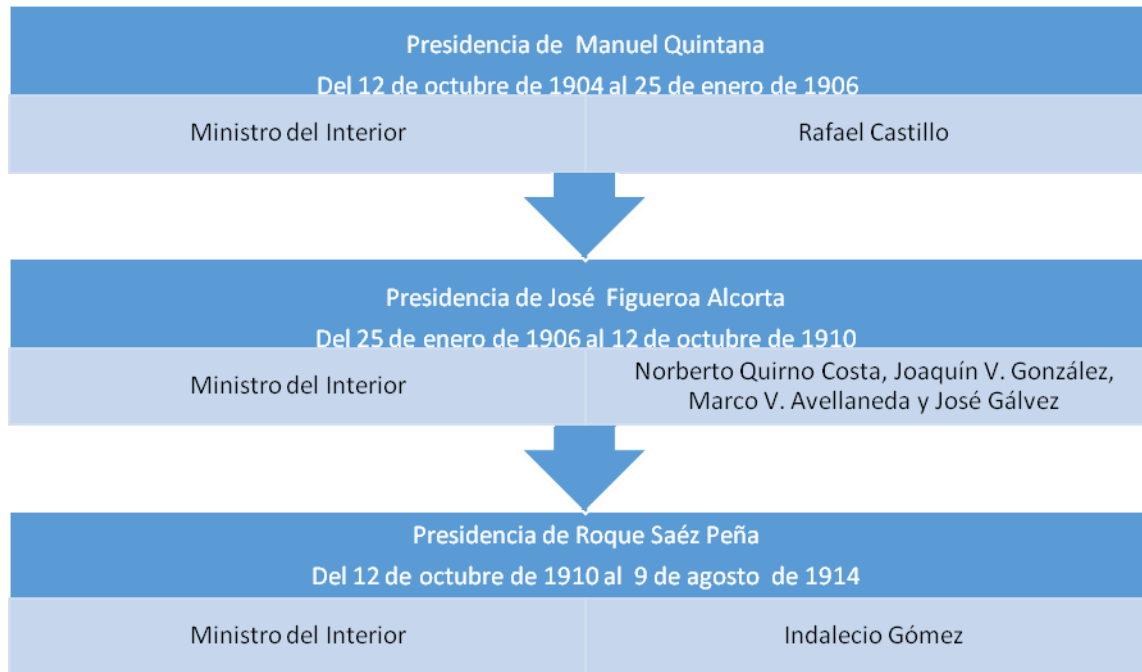 Presidencia de Manuel Quintana
Del 12 de octubre de 1904 al 25 de enero de 1906
Ministro del Interior
Rafael Castillo
Presidencia de José Figueroa Alcorta
Del 25 de enero de 1906 al 12 de octubre de 1910
Ministro del Interior
Norberto Quirno Costa, Joaquín V. González,
Marco V. Avellaneda y José Gálvez
Presidencia de Roque Saéz Peña
Del 12 de octubre de 1910 al 9 de agosto de 1914
Ministro del Interior
Indalecio Gómez